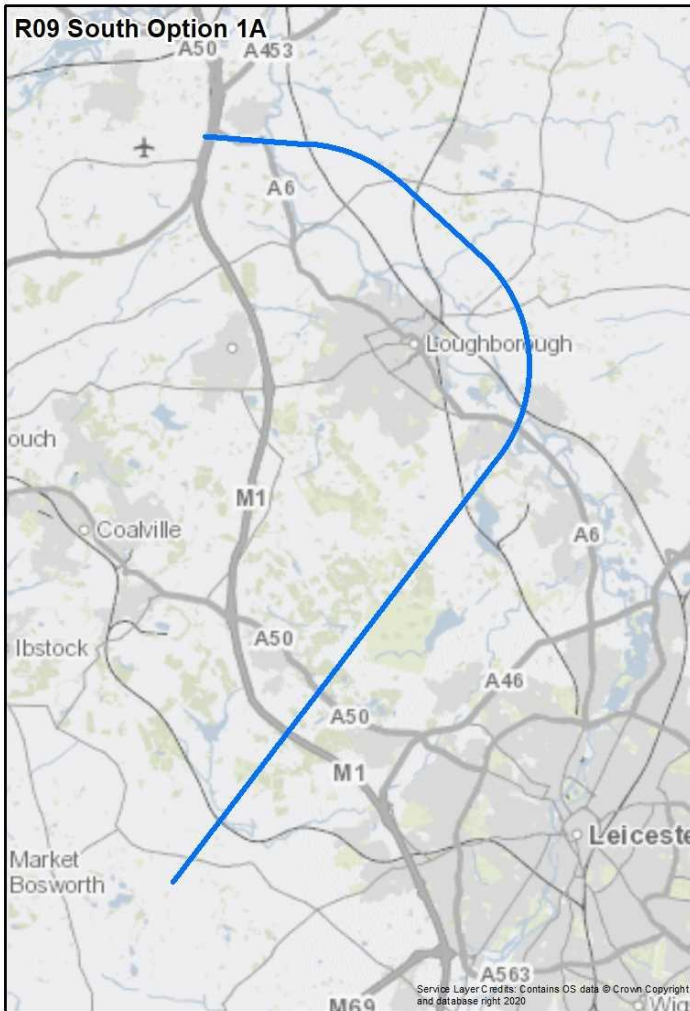 R09 South Option 1A
A50
A453
A6
Loughborough
ouch
M1
Coalville
A6
Ibstock
A50
A46
A50
M1
Leiceste
Market
Bosworth
A563
M69
Wig
Service Layer Credits: Contains OS data © Crown Copyright
and database right 2020